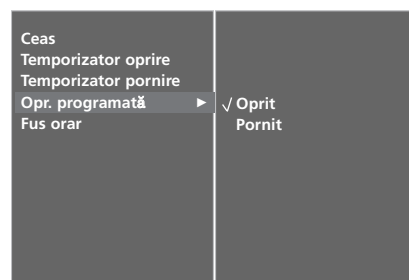 Ceas
Temporizator oprire
Temporizator pornire
Opr. programată ►
Fus orar
√ Oprit
Pornit